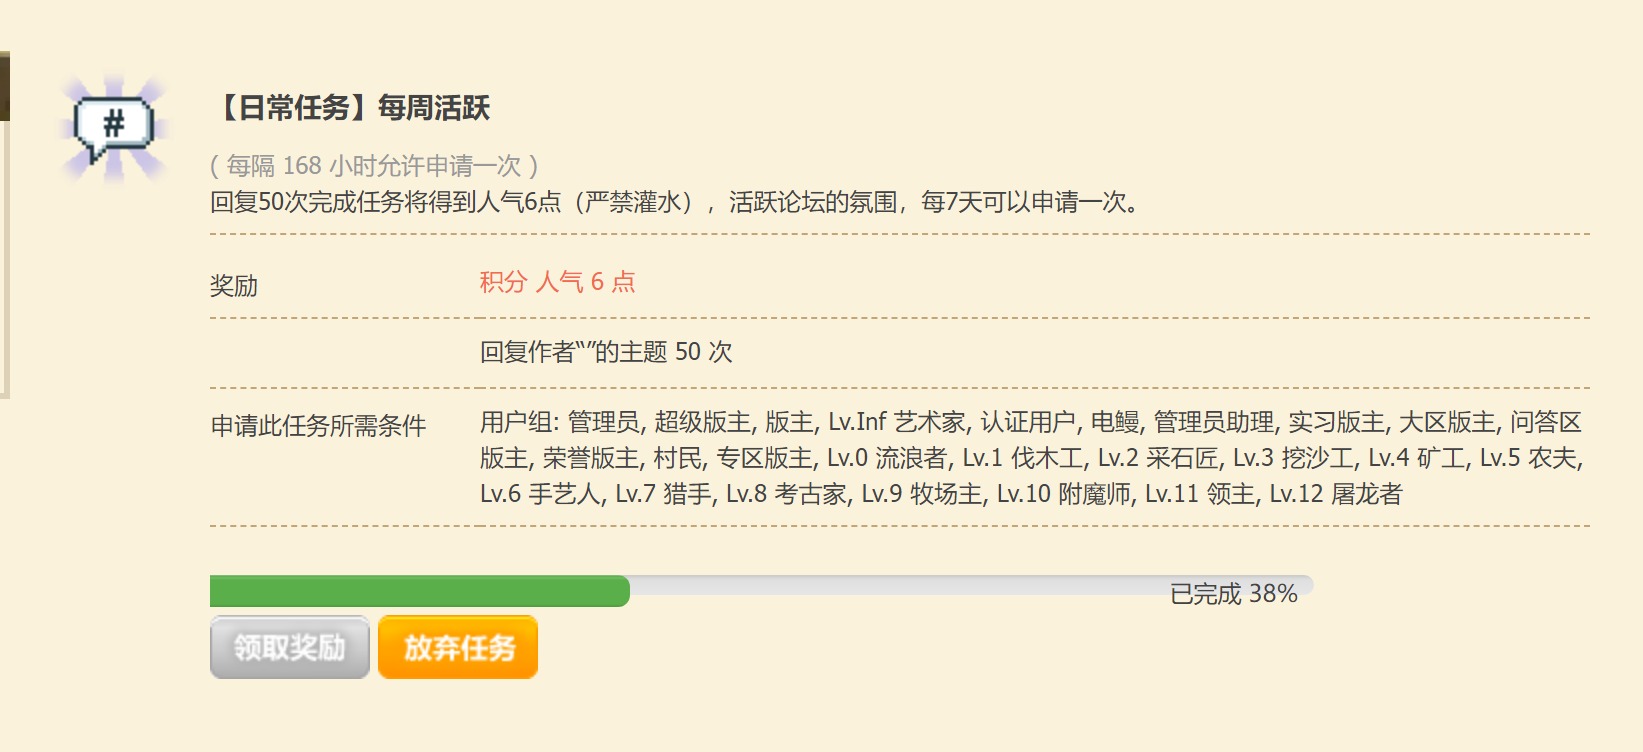 #
【日常任务】每周活跃
( 每隔 168 小时允许申请一次 )
回复50次完成任务将得到人气6点（严禁灌水），活跃论坛的氛围，每7天可以申请一次。
奖励
积分 人气 6 点
回复作者“”的主题 50 次
申请此任务所需条件
用户组: 管理员, 超级版主, 版主, Lv.Inf 艺术家, 认证用户, 电鳗, 管理员助理, 实习版主, 大区版主, 问答区
版主, 荣誉版主, 村民, 专区版主, Lv.0 流浪者, Lv.1 伐木工, Lv.2 采石匠, Lv.3 挖沙工, Lv.4 矿工, Lv.5 农夫,
Lv.6 手艺人, Lv.7 猎手, Lv.8 考古家, Lv.9 牧场主, Lv.10 附魔师, Lv.11 领主, Lv.12 屠龙者
已完成 38%
领取奖励
放弃任务